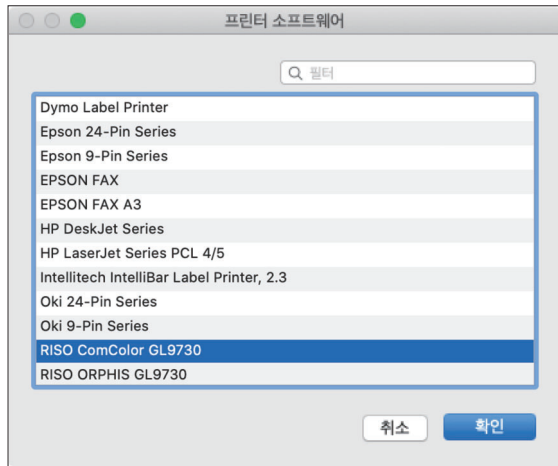 프린터 소프트웨어
필터
Dymo Label Printer
Epson 24-Pin Series
Epson 9-Pin Series
EPSON FAX
EPSON FAX A3
HP DeskJet Series
HP LaserJet Series PCL 4/5
Intellitech IntelliBar Label Printer, 2.3
Oki 24-Pin Series
Oki 9-Pin Series
RISO ComColor GL9730
RISO ORPHIS GL9730
취소 확인